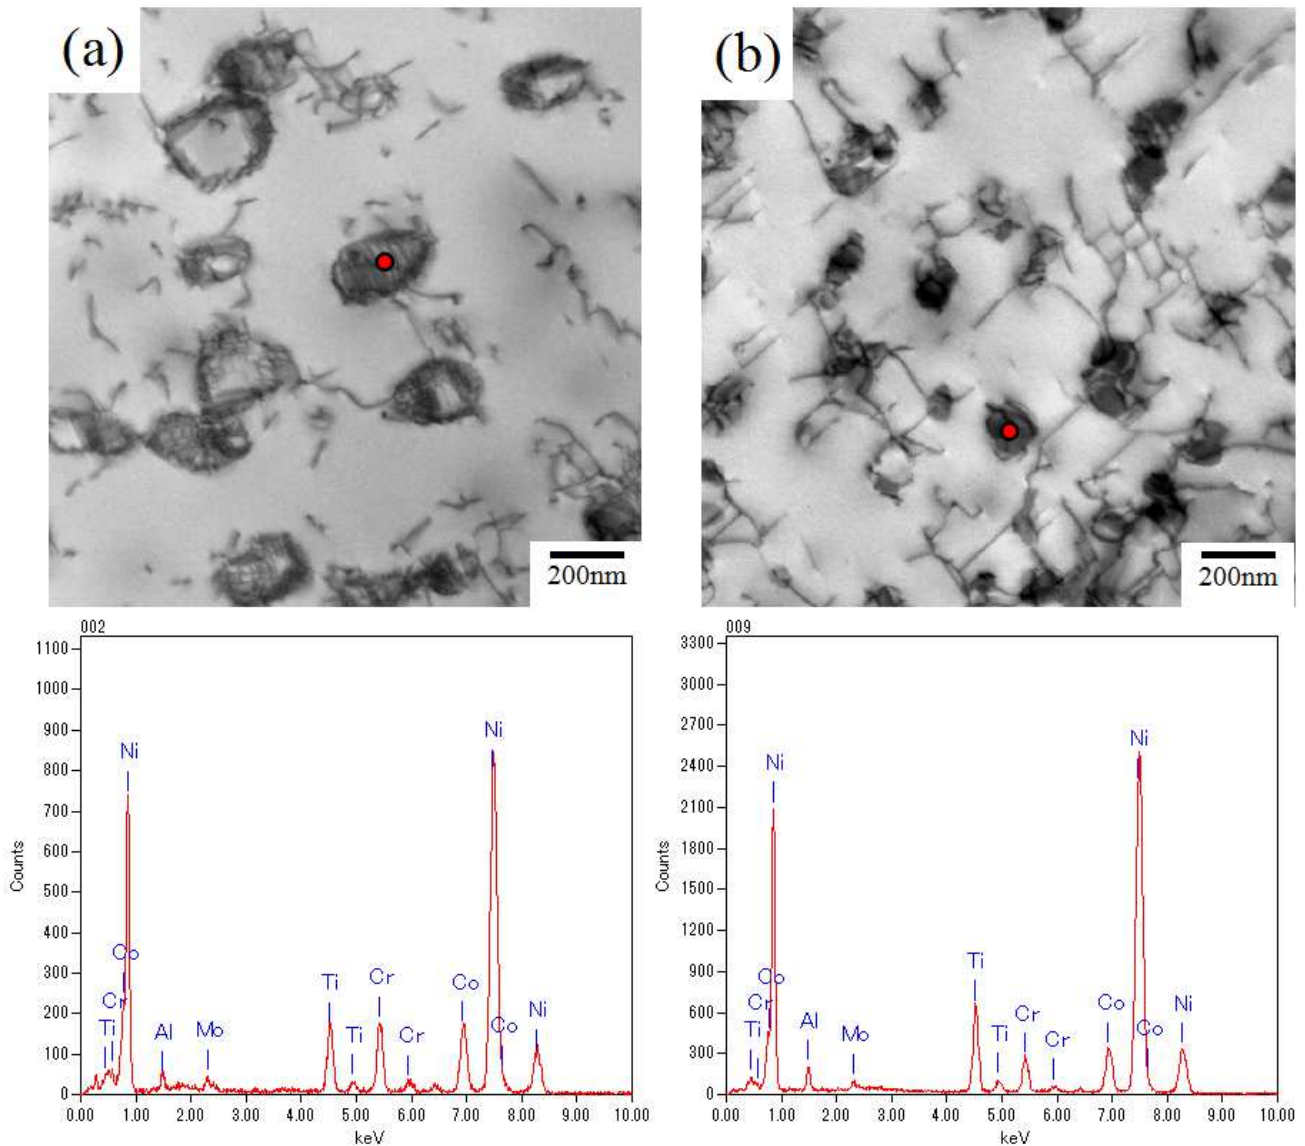 (a)
(b)
200nm
200nm
002
1100
1000
900
800
700
600
500
400
300
200
100
0
Counts
Ni
Co
Cr
Ti
Al
Mo
Ti
Ti
Cr
Cr
Co
Ni
Co
Ni
0.00 1.00 2.00 3.00 4.00 5.00 6.00 7.00 8.00 9.00 10.00
keV
009
3300
3000
2700
2400
2100
1800
1500
1200
900
600
300
0
Counts
Ni
Co
Cr
Ti
Al
Mo
Ti
Ti
Cr
Cr
Co
Ni
Co
Ni
0.00 1.00 2.00 3.00 4.00 5.00 6.00 7.00 8.00 9.00 10.00
keV